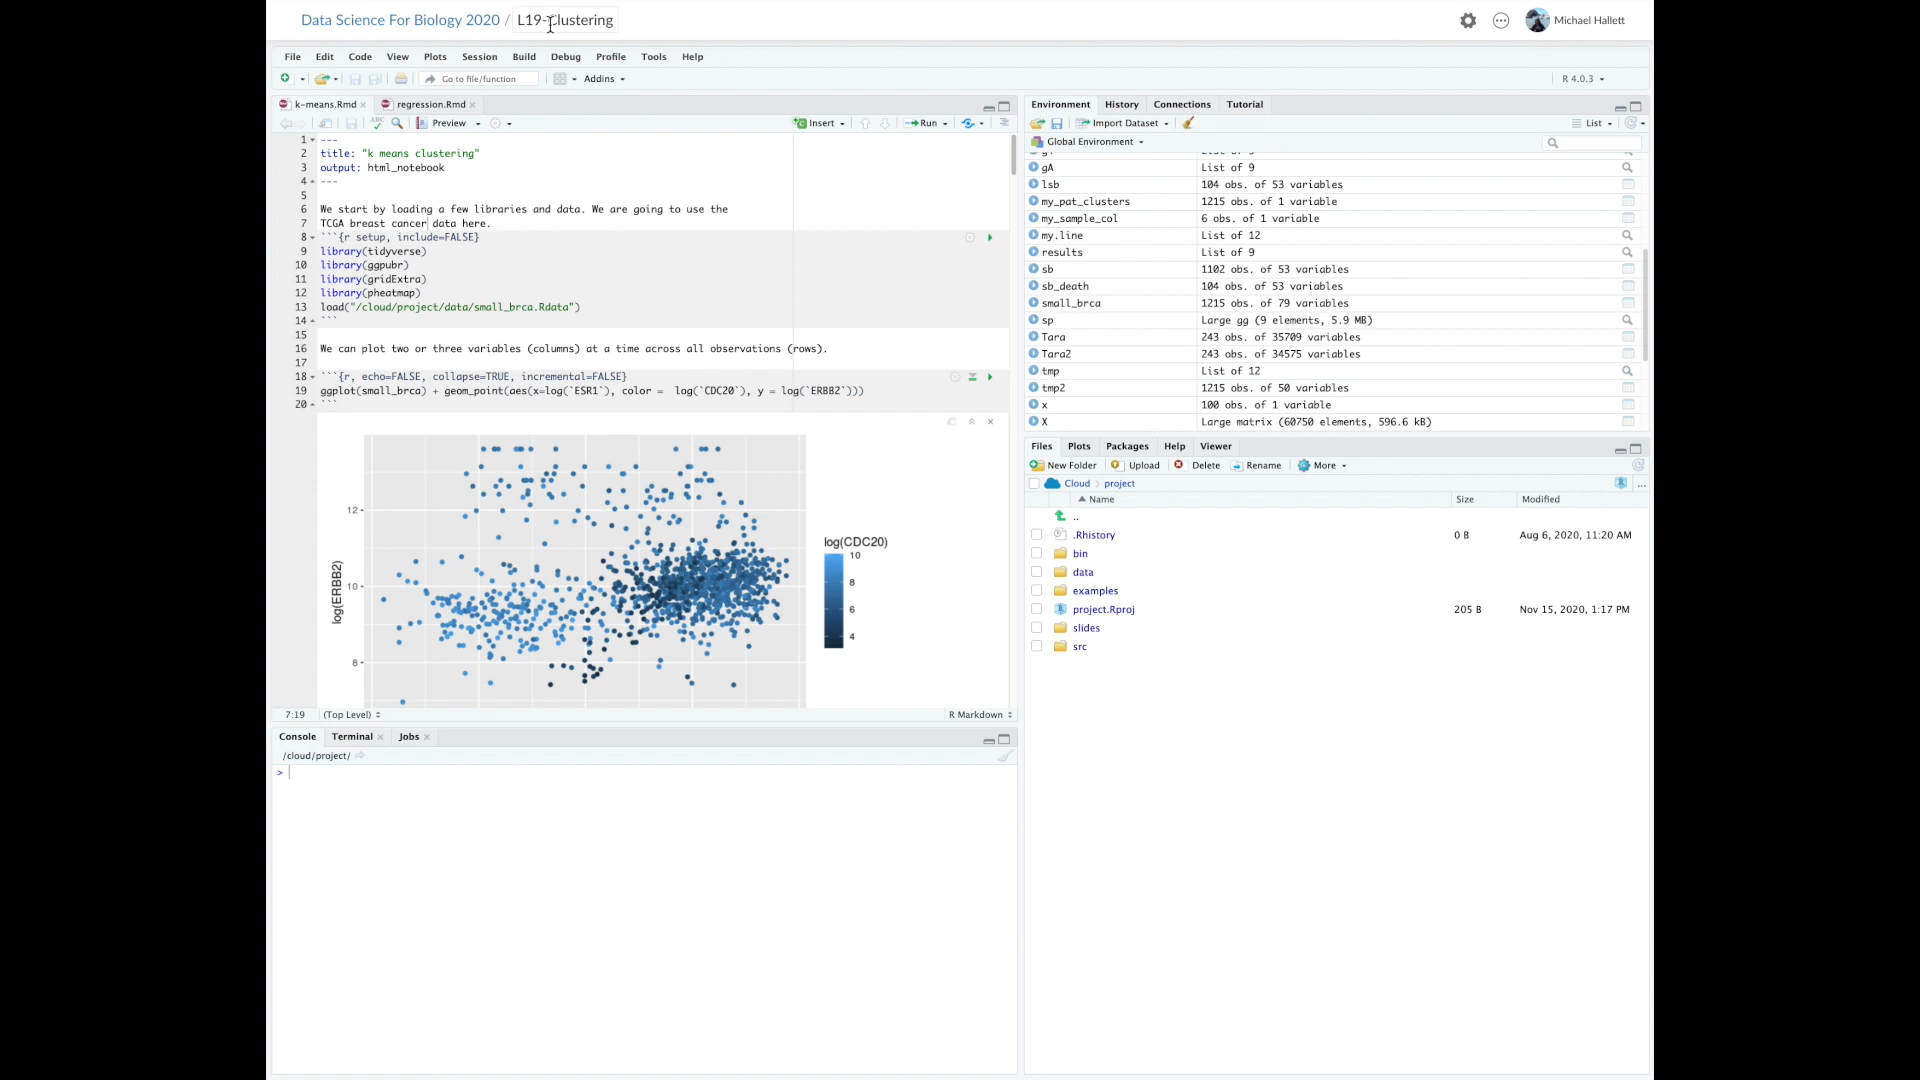 Data Science For Biology 2020 / L19-Clustering
Michael Hallett
File Edit Code View Plots Session Build Debug Profile Tools Help
Go to file/function Addins R 4.0.3
k-means.Rmd regression.Rmd
ABC Preview Insert Run
1 ---
2 title: "k means clustering"
3 output: html_notebook
4 ---
5
6 We start by loading a few libraries and data. We are going to use the
7 TCGA breast cancer data here.
8 ```{r setup, include=FALSE}
9 library(tidyverse)
10 library(ggpubr)
11 library(gridExtra)
12 library(pheatmap)
13 load("/cloud/project/data/small_brca.Rdata")
14 ```
15
16 We can plot two or three variables (columns) at a time across all observations (rows).
17
18 ```{r, echo=FALSE, collapse=TRUE, incremental=FALSE}
19 ggplot(small_brca) + geom_point(aes(x=log(`ESR1`), color =  log(`CDC20`), y = log(`ERBB2`)))
20 ```
log(ERBB2)
12
10
8
log(CDC20)
10
8
6
4
7:19 (Top Level) R Markdown
Console Terminal Jobs
/cloud/project/
>
Environment History Connections Tutorial
Import Dataset List
Global Environment
gA List of 9
lsb 104 obs. of 53 variables
my_pat_clusters 1215 obs. of 1 variable
my_sample_col 6 obs. of 1 variable
my.line List of 12
results List of 9
sb 1102 obs. of 53 variables
sb_death 104 obs. of 53 variables
small_brca 1215 obs. of 79 variables
sp Large gg (9 elements, 5.9 MB)
Tara 243 obs. of 35709 variables
Tara2 243 obs. of 34575 variables
tmp List of 12
tmp2 1215 obs. of 50 variables
x 100 obs. of 1 variable
X Large matrix (60750 elements, 596.6 kB)
Files Plots Packages Help Viewer
New Folder Upload Delete Rename More
Cloud project ...
Name Size Modified
..
.Rhistory 0 B Aug 6, 2020, 11:20 AM
bin
data
examples
project.Rproj 205 B Nov 15, 2020, 1:17 PM
slides
src